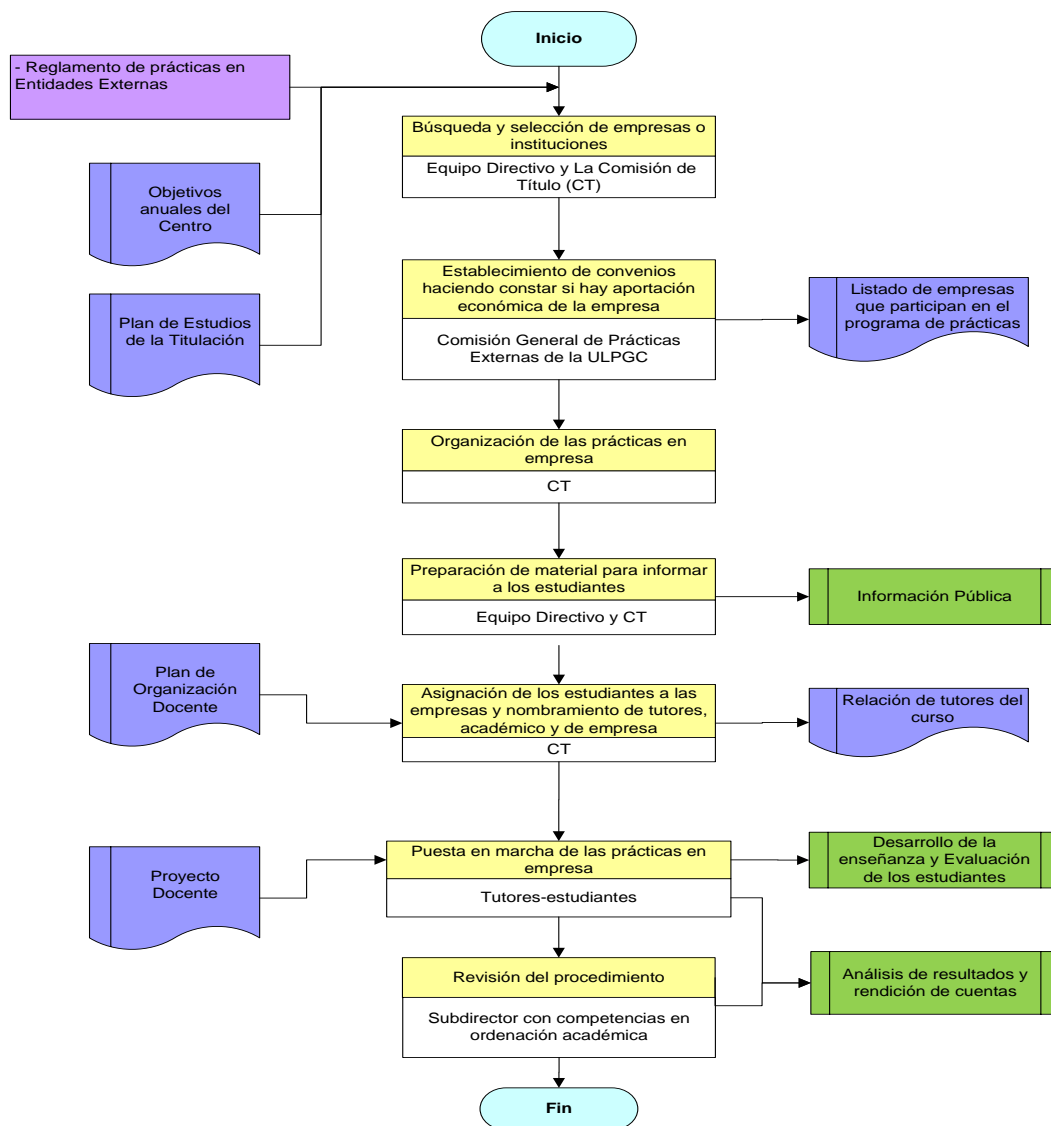 Inicio
- Reglamento de prácticas en
Entidades Externas
Búsqueda y selección de empresas o
instituciones
Equipo Directivo y La Comisión de
Título (CT)
Objetivos
anuales del
Centro
Establecimiento de convenios
haciendo constar si hay aportación
económica de la empresa
Comisión General de Prácticas
Externas de la ULPGC
Listado de empresas
que participan en el
programa de prácticas
Plan de Estudios
de la Titulación
Organización de las prácticas en
empresa
CT
Preparación de material para informar
a los estudiantes
Equipo Directivo y CT
Información Pública
Plan de
Organización
Docente
Asignación de los estudiantes a las
empresas y nombramiento de tutores,
académico y de empresa
CT
Relación de tutores del
curso
Puesta en marcha de las prácticas en
empresa
Tutores-estudiantes
Desarrollo de la
enseñanza y Evaluación
de los estudiantes
Proyecto
Docente
Revisión del procedimiento
Subdirector con competencias en
ordenación académica
Análisis de resultados y
rendición de cuentas
Fin